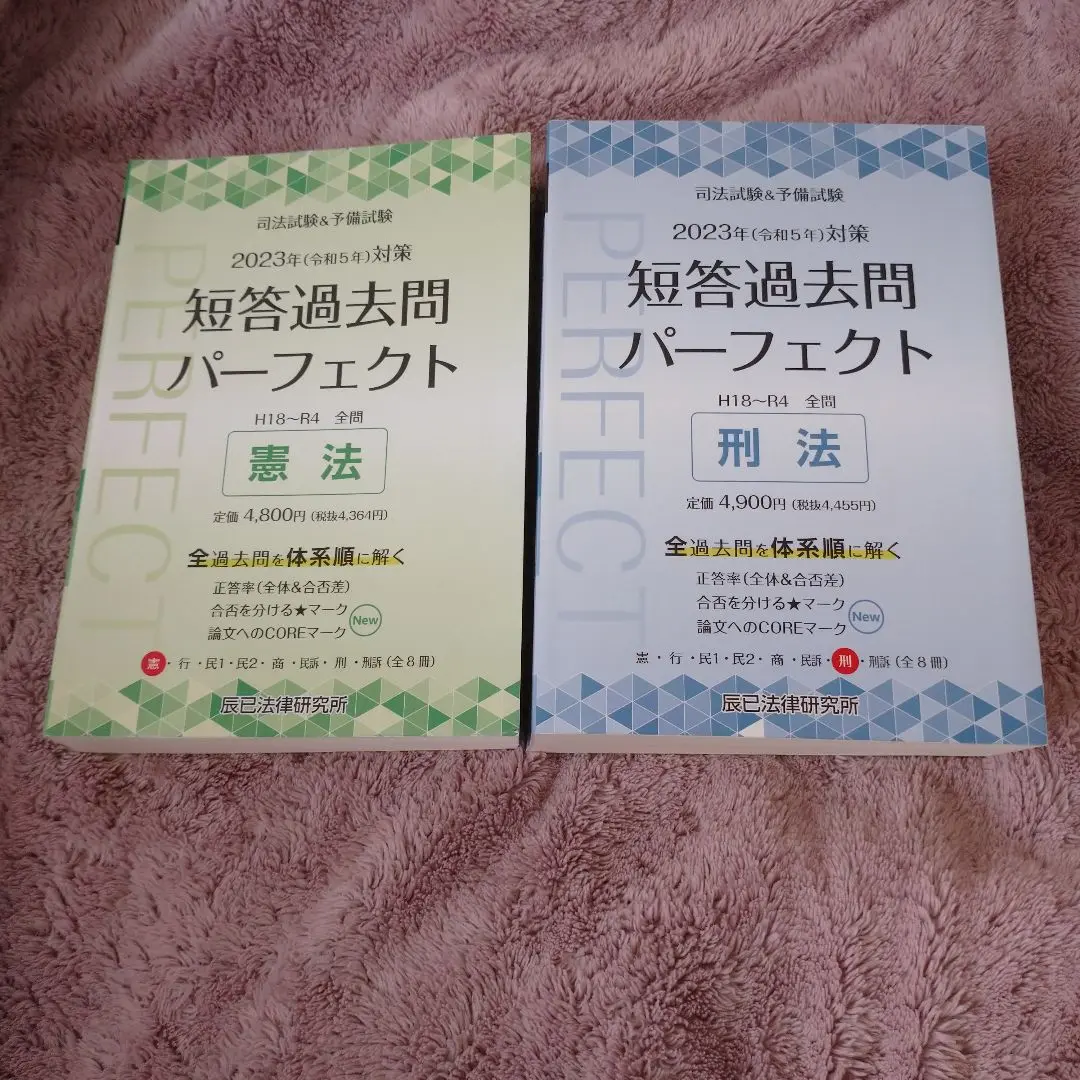 司法試験&予備試験
2023年(令和5年)対策
短答過去問
パーフェクト
PERFECT
H18〜R4 全問
憲法
定価 4,800円(税抜4,364円)
全過去問を体系順に解く
正答率(全体&合否差)
合否を分ける★マーク
論文へのCOREマーク New
憲・行・民1・民2・商・民訴・刑・刑訴(全8冊)
辰已法律研究所
司法試験&予備試験
2023年(令和5年)対策
短答過去問
パーフェクト
PERFECT
H18〜R4 全問
刑法
定価 4,900円(税抜4,455円)
全過去問を体系順に解く
正答率(全体&合否差)
合否を分ける★マーク
論文へのCOREマーク New
憲・行・民1・民2・商・民訴・刑・刑訴(全8冊)
辰已法律研究所